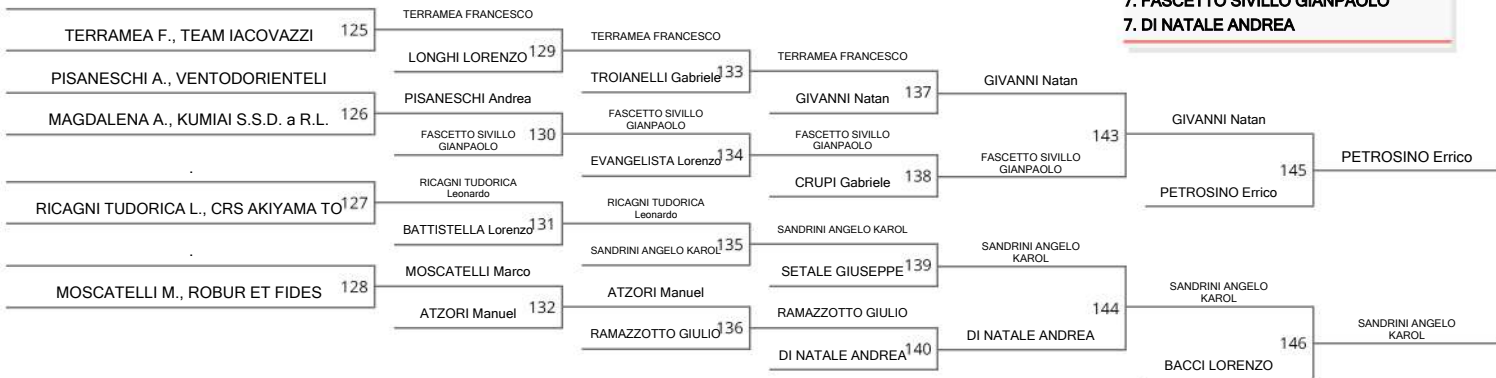 7. FASCETTO SIVILLO GIANPAOLO
7. DI NATALE ANDREA
TERRAMEA F., TEAM IACOVAZZI
125
PISANESCHI A., VENTODORIENTELI
MAGDALENA A., KUMIAI S.S.D. a R.L.
126
.
RICAGNI TUDORICA L., CRS AKIYAMA TO
127
.
MOSCATELLI M., ROBUR ET FIDES
128
TERRAMEA FRANCESCO
LONGHI LORENZO
129
PISANESCHI Andrea
FASCETTO SIVILLO
GIANPAOLO
130
RICAGNI TUDORICA
Leonardo
BATTISTELLA Lorenzo
131
MOSCATELLI Marco
ATZORI Manuel
132
TERRAMEA FRANCESCO
TROIANELLI Gabriele
133
FASCETTO SIVILLO
GIANPAOLO
EVANGELISTA Lorenzo
134
RICAGNI TUDORICA
Leonardo
SANDRINI ANGELO KAROL
135
ATZORI Manuel
RAMAZZOTTO GIULIO
136
TERRAMEA FRANCESCO
GIVANNI Natan
137
FASCETTO SIVILLO
GIANPAOLO
CRUPI Gabriele
138
SANDRINI ANGELO KAROL
SETALE GIUSEPPE
139
RAMAZZOTTO GIULIO
DI NATALE ANDREA
140
GIVANNI Natan
FASCETTO SIVILLO
GIANPAOLO
143
SANDRINI ANGELO
KAROL
DI NATALE ANDREA
144
GIVANNI Natan
PETROSINO Errico
145
SANDRINI ANGELO
KAROL
BACCI LORENZO
146
PETROSINO Errico
SANDRINI ANGELO
KAROL